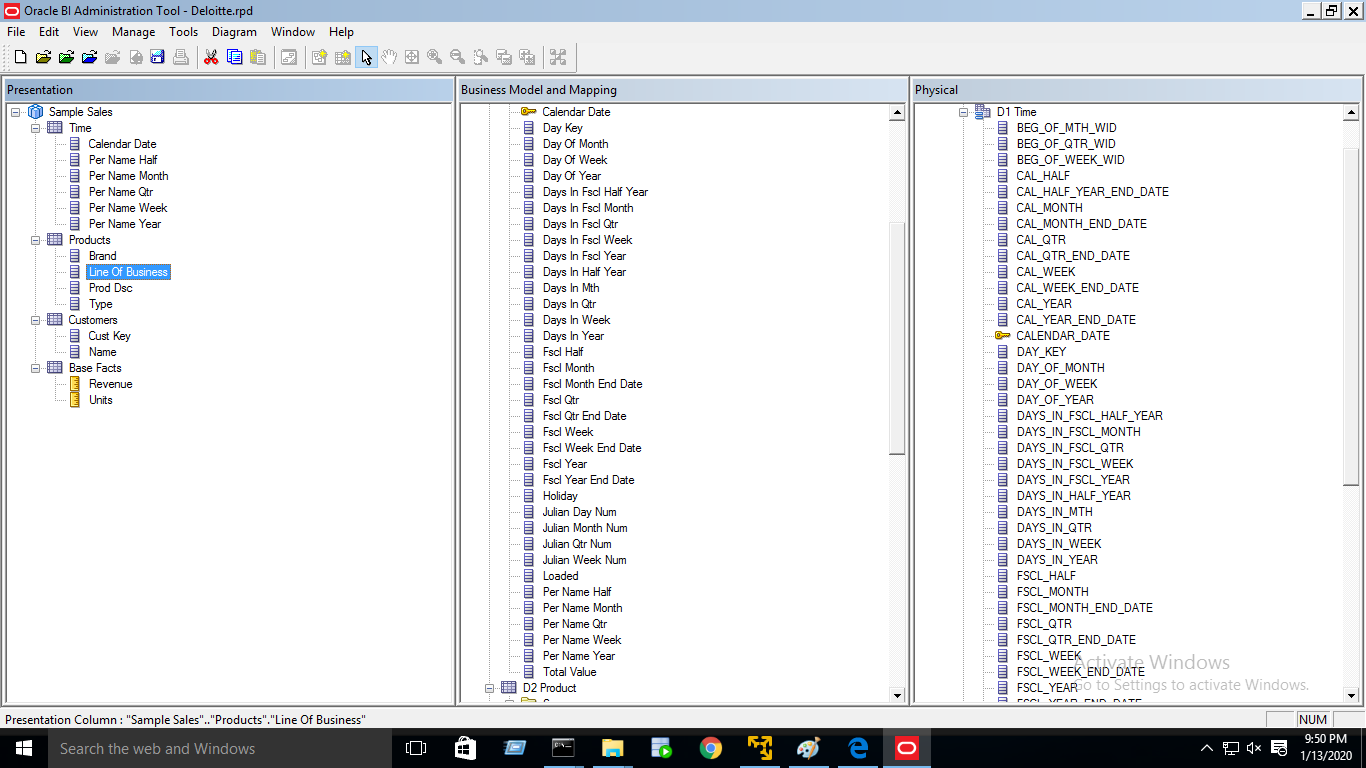 Oracle BI Administration Tool - Deloitte.rpd
File Edit View Manage Tools Diagram Window Help
Presentation
Sample Sales
Time
Calendar Date
Per Name Half
Per Name Month
Per Name Qtr
Per Name Week
Per Name Year
Products
Brand
Line Of Business
Prod Dsc
Type
Customers
Cust Key
Name
Base Facts
Revenue
Units
Business Model and Mapping
Calendar Date
Day Key
Day Of Month
Day Of Week
Day Of Year
Days In Fscl Half Year
Days In Fscl Month
Days In Fscl Qtr
Days In Fscl Week
Days In Fscl Year
Days In Half Year
Days In Mth
Days In Qtr
Days In Week
Days In Year
Fscl Half
Fscl Month
Fscl Month End Date
Fscl Qtr
Fscl Qtr End Date
Fscl Week
Fscl Week End Date
Fscl Year
Fscl Year End Date
Holiday
Julian Day Num
Julian Month Num
Julian Qtr Num
Julian Week Num
Loaded
Per Name Half
Per Name Month
Per Name Qtr
Per Name Week
Per Name Year
Total Value
D2 Product
Physical
D1 Time
BEG_OF_MTH_WID
BEG_OF_QTR_WID
BEG_OF_WEEK_WID
CAL_HALF
CAL_HALF_YEAR_END_DATE
CAL_MONTH
CAL_MONTH_END_DATE
CAL_QTR
CAL_QTR_END_DATE
CAL_WEEK
CAL_WEEK_END_DATE
CAL_YEAR
CAL_YEAR_END_DATE
CALENDAR_DATE
DAY_KEY
DAY_OF_MONTH
DAY_OF_WEEK
DAY_OF_YEAR
DAYS_IN_FSCL_HALF_YEAR
DAYS_IN_FSCL_MONTH
DAYS_IN_FSCL_QTR
DAYS_IN_FSCL_WEEK
DAYS_IN_FSCL_YEAR
DAYS_IN_HALF_YEAR
DAYS_IN_MTH
DAYS_IN_QTR
DAYS_IN_WEEK
DAYS_IN_YEAR
FSCL_HALF
FSCL_MONTH
FSCL_MONTH_END_DATE
FSCL_QTR
FSCL_QTR_END_DATE
FSCL_WEEK
FSCL_WEEK_END_DATE
FSCL_YEAR
FSCL_YEAR_END_DATE
Activate Windows
Go to Settings to activate Windows.
Presentation Column : "Sample Sales".."Products"."Line Of Business"
NUM
Search the web and Windows
9:50 PM
1/13/2020